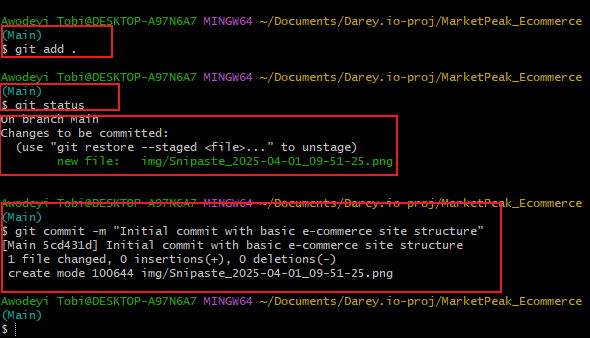 Awodeyi Tobi@DESKTOP-A97N6A7 MINGW64 ~/Documents/Darey.io-proj/MarketPeak_Ecommerce
(Main)
$ git add .
Awodeyi Tobi@DESKTOP-A97N6A7 MINGW64 ~/Documents/Darey.io-proj/MarketPeak_Ecommerce
(Main)
$ git status
On branch Main
Changes to be committed:
(use "git restore --staged <file>..." to unstage)
new file: img/Snipaste_2025-04-01_09-51-25.png
Awodeyi Tobi@DESKTOP-A97N6A7 MINGW64 ~/Documents/Darey.io-proj/MarketPeak_Ecommerce
(Main)
$ git commit -m "Initial commit with basic e-commerce site structure"
[Main 5cd431d] Initial commit with basic e-commerce site structure
1 file changed, 0 insertions(+), 0 deletions(-)
create mode 100644 img/Snipaste_2025-04-01_09-51-25.png
Awodeyi Tobi@DESKTOP-A97N6A7 MINGW64 ~/Documents/Darey.io-proj/MarketPeak_Ecommerce
(Main)
$